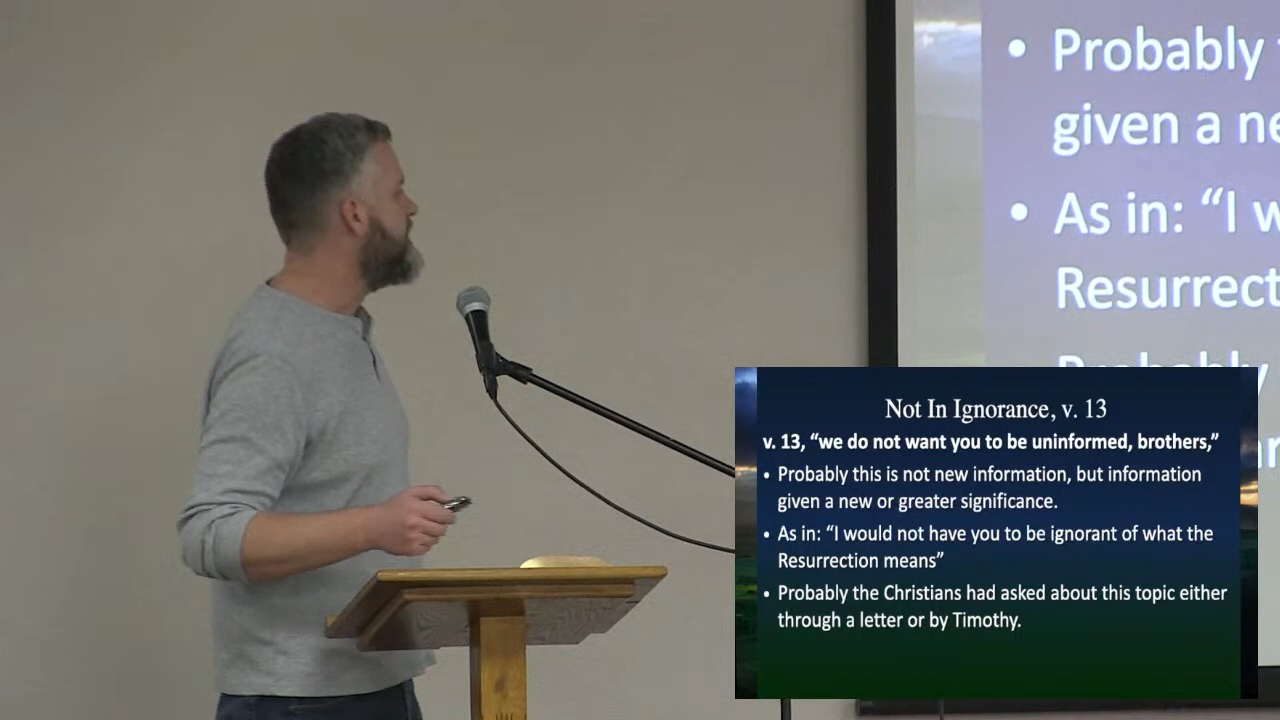 Probably
given a ne
As in: “I w
Resurrect
Probably
Not In Ignorance, v. 13
v. 13, “we do not want you to be uninformed, brothers,”
• Probably this is not new information, but information
given a new or greater significance.
• As in: “I would not have you to be ignorant of what the
Resurrection means”
• Probably the Christians had asked about this topic either
through a letter or by Timothy.